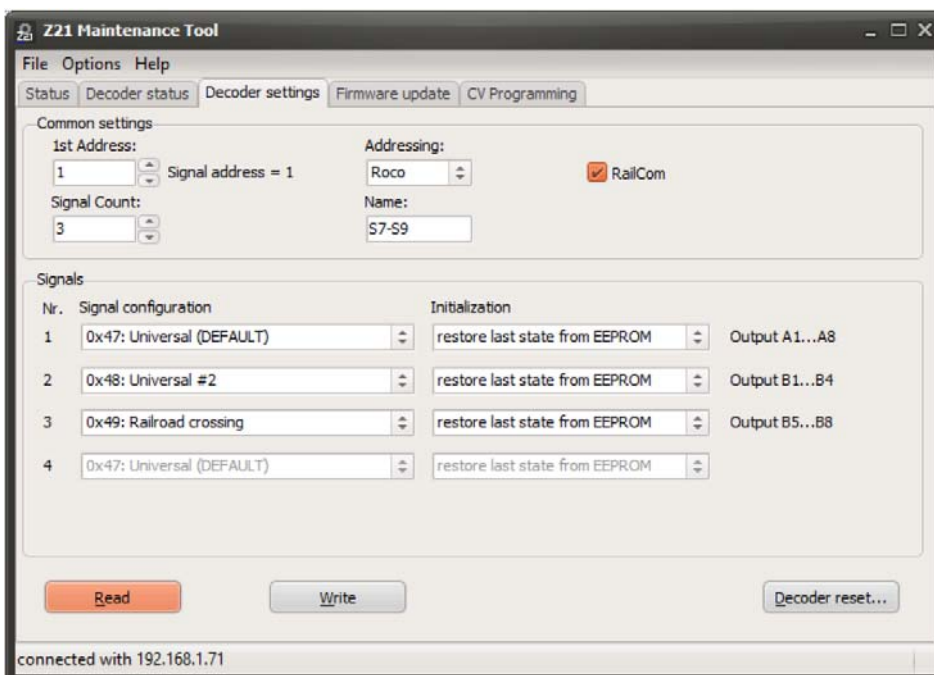 Z21 Maintenance Tool
File Options Help
Status Decoder status Decoder settings Firmware update CV Programming
Common settings
1st Address: Addressing:
1 Signal address = 1 Roco RailCom
Signal Count: Name:
3 S7-S9
Signals
Nr. Signal configuration Initialization
1 0x47: Universal (DEFAULT) restore last state from EEPROM Output A1...A8
2 0x48: Universal #2 restore last state from EEPROM Output B1...B4
3 0x49: Railroad crossing restore last state from EEPROM Output B5...B8
4 0x47: Universal (DEFAULT) restore last state from EEPROM
Read Write Decoder reset...
connected with 192.168.1.71